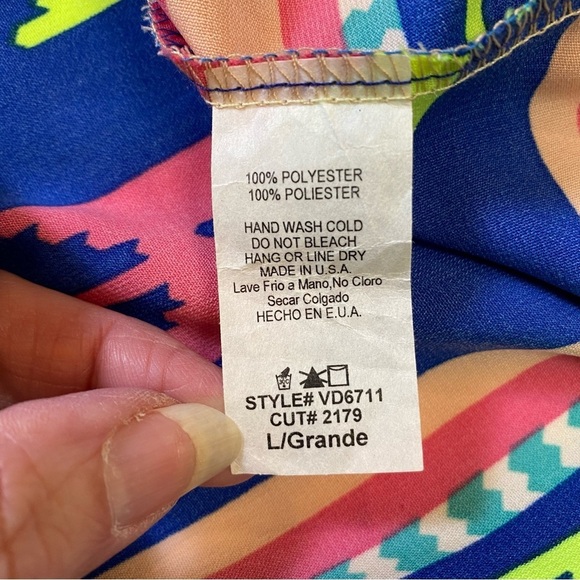 100% POLYESTER
100% POLIESTER
HAND WASH COLD
DO NOT BLEACH
HANG OR LINE DRY
MADE IN U.S.A.
Lave Frio a Mano,No Cloro
Secar Colgado
HECHO EN E.U.A.
STYLE# VD6711
CUT# 2179
L/Grande